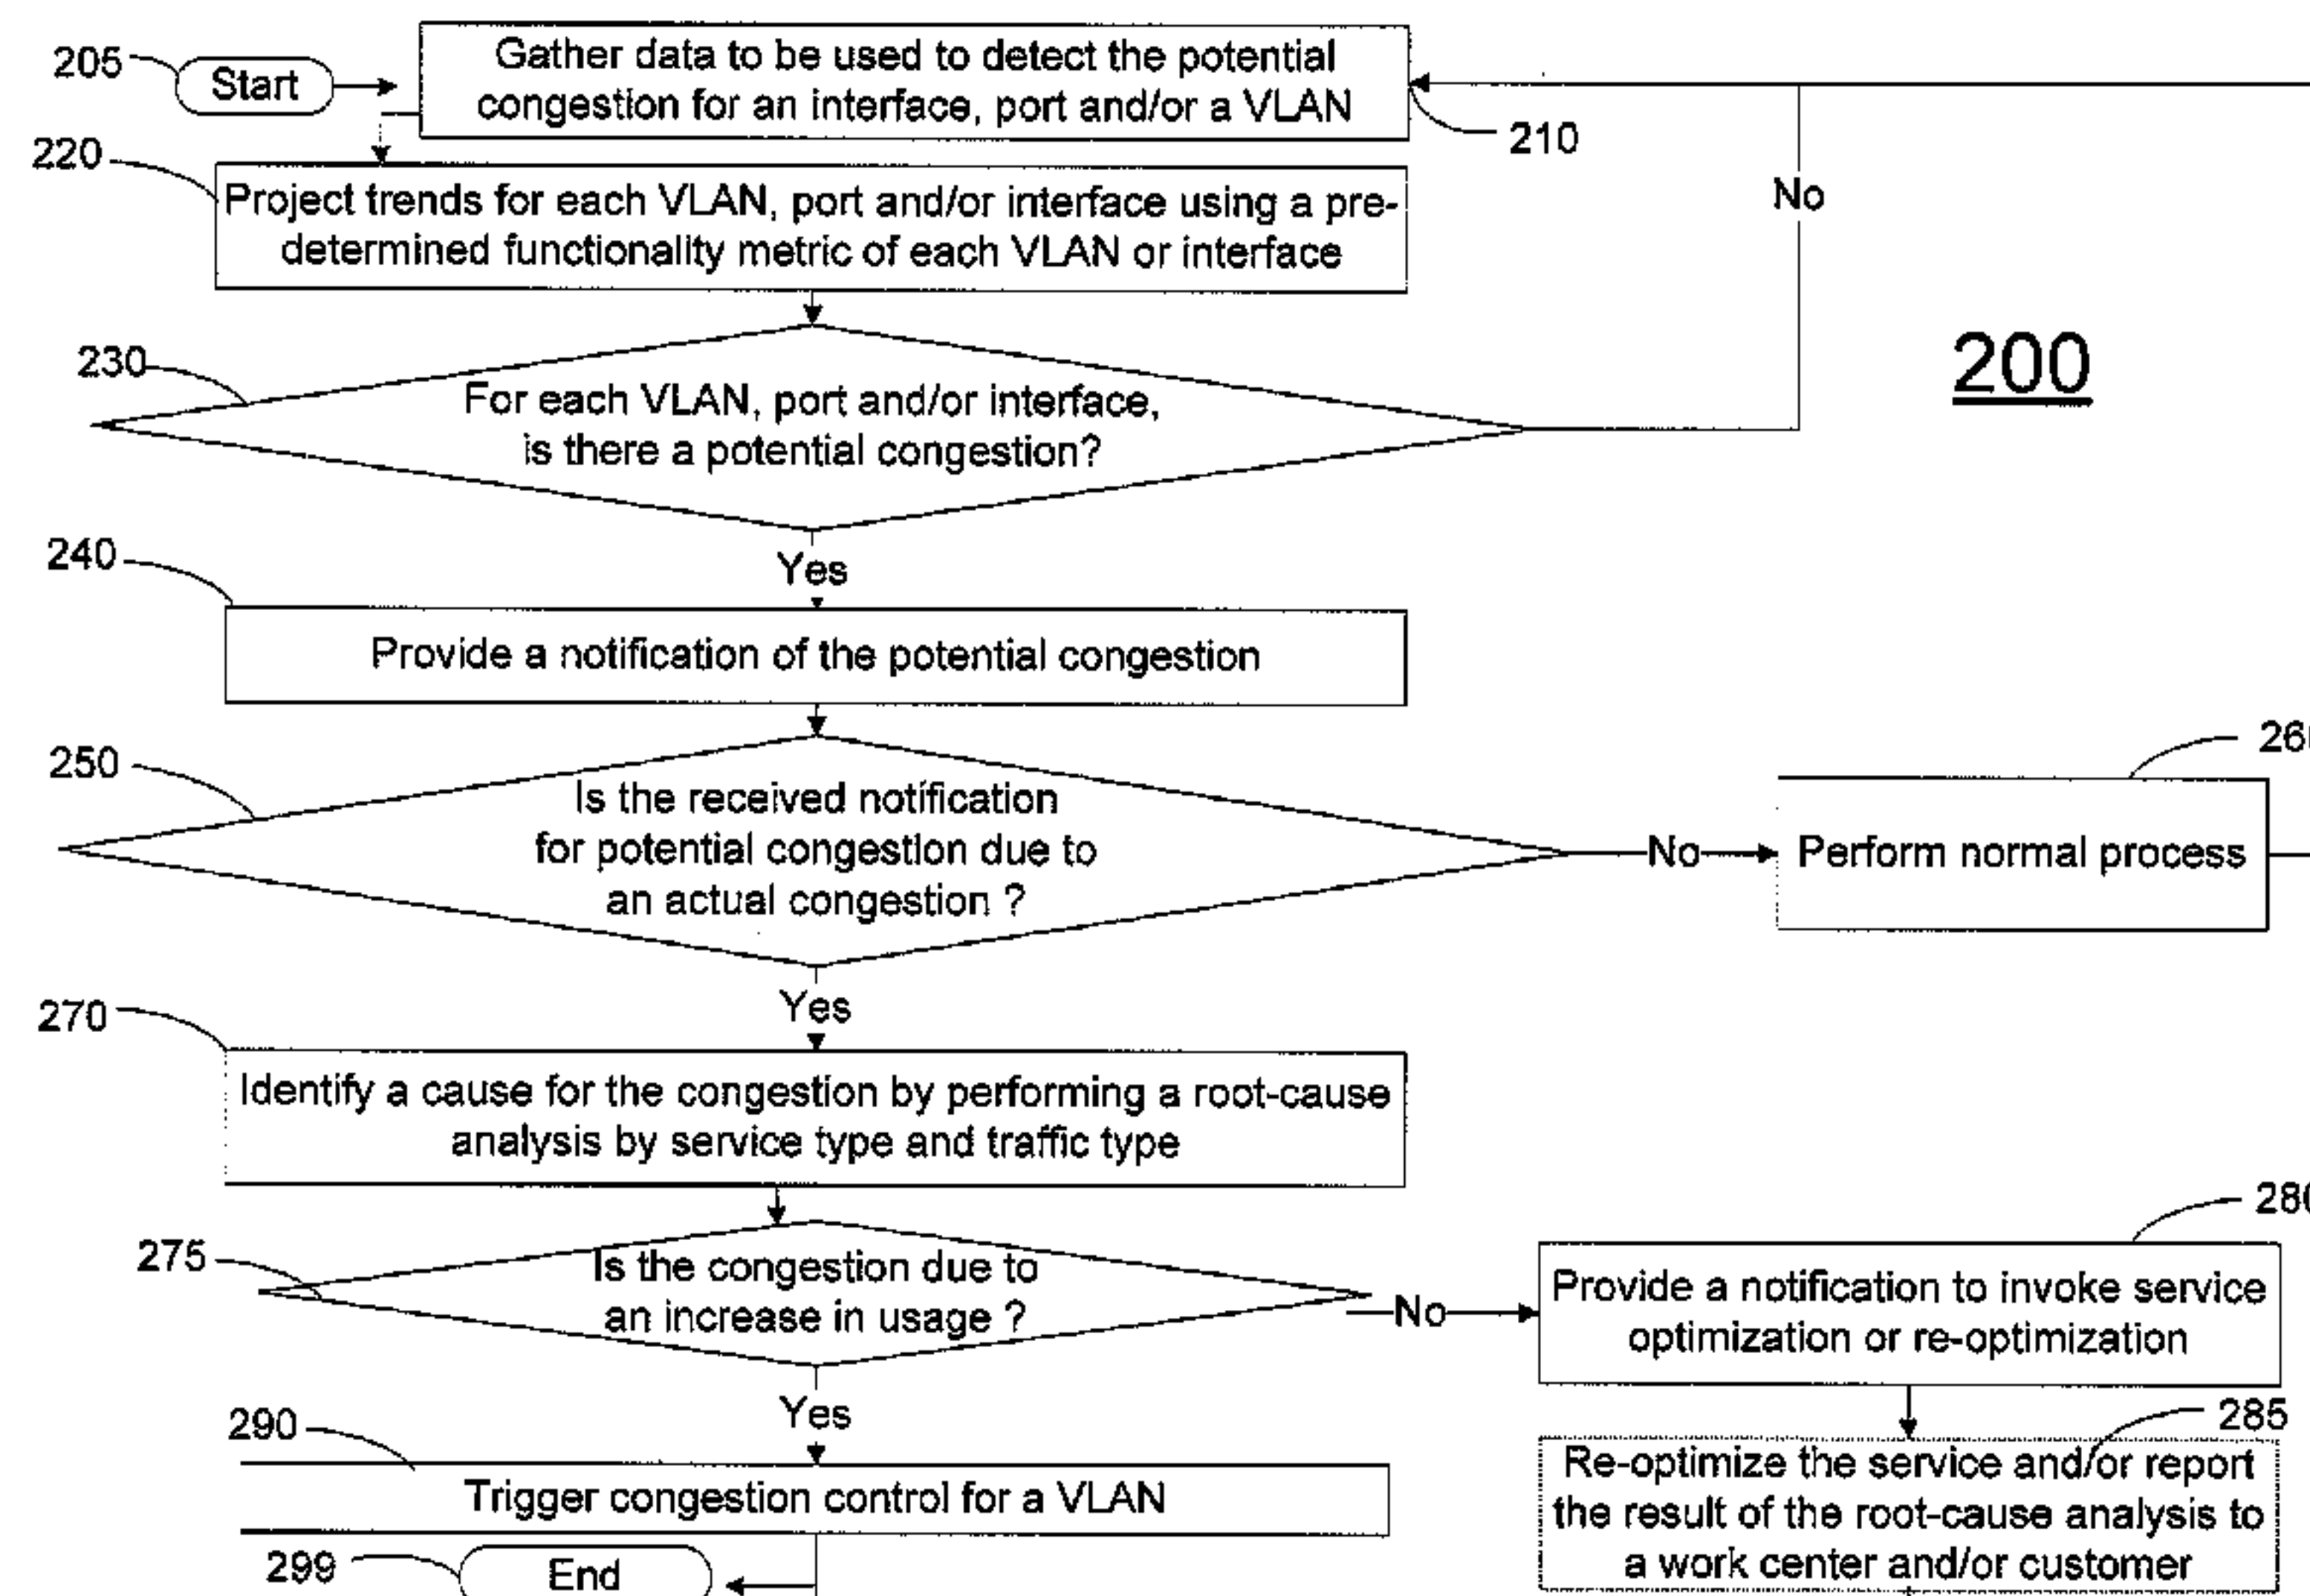 205
Start
Gather data to be used to detect the potential
congestion for an interface, port and/or a VLAN
210
220
Project trends for each VLAN, port and/or interface using a pre-
determined functionality metric of each VLAN or interface
No
200
230
For each VLAN, port and/or interface,
is there a potential congestion?
Yes
240
Provide a notification of the potential congestion
250
Is the received notification
for potential congestion due to
an actual congestion ?
No
260
Perform normal process
Yes
270
Identify a cause for the congestion by performing a root-cause
analysis by service type and traffic type
275
Is the congestion due to
an increase in usage ?
No
280
Provide a notification to invoke service
optimization or re-optimization
Yes
285
Re-optimize the service and/or report
the result of the root-cause analysis to
a work center and/or customer
290
Trigger congestion control for a VLAN
299
End